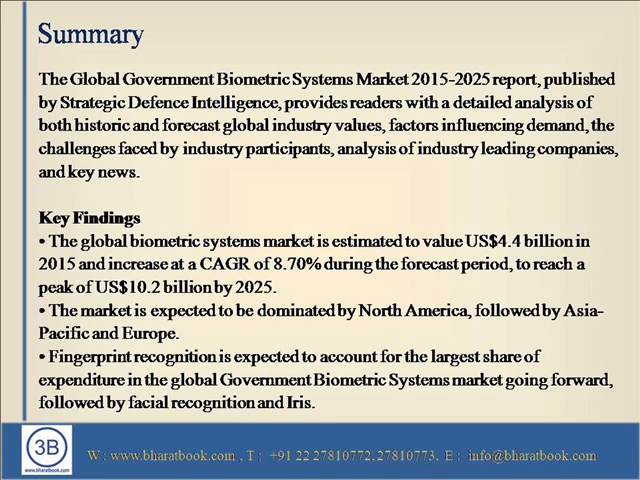 Summary
The Global Government Biometric Systems Market 2015-2025 report, published
by Strategic Defence Intelligence, provides readers with a detailed analysis of
both historic and forecast global industry values, factors influencing demand, the
challenges faced by industry participants, analysis of industry leading companies,
and key news.
Key Findings
• The global biometric systems market is estimated to value US$4.4 billion in
2015 and increase at a CAGR of 8.70% during the forecast period, to reach a
peak of US$10.2 billion by 2025.
• The market is expected to be dominated by North America, followed by Asia-
Pacific and Europe.
• Fingerprint recognition is expected to account for the largest share of
expenditure in the global Government Biometric Systems market going forward,
followed by facial recognition and Iris.
3B
www.bharatbook.com
W : www.bharatbook.com , T : +91 22 27810772, 27810773, E : info@bharatbook.com